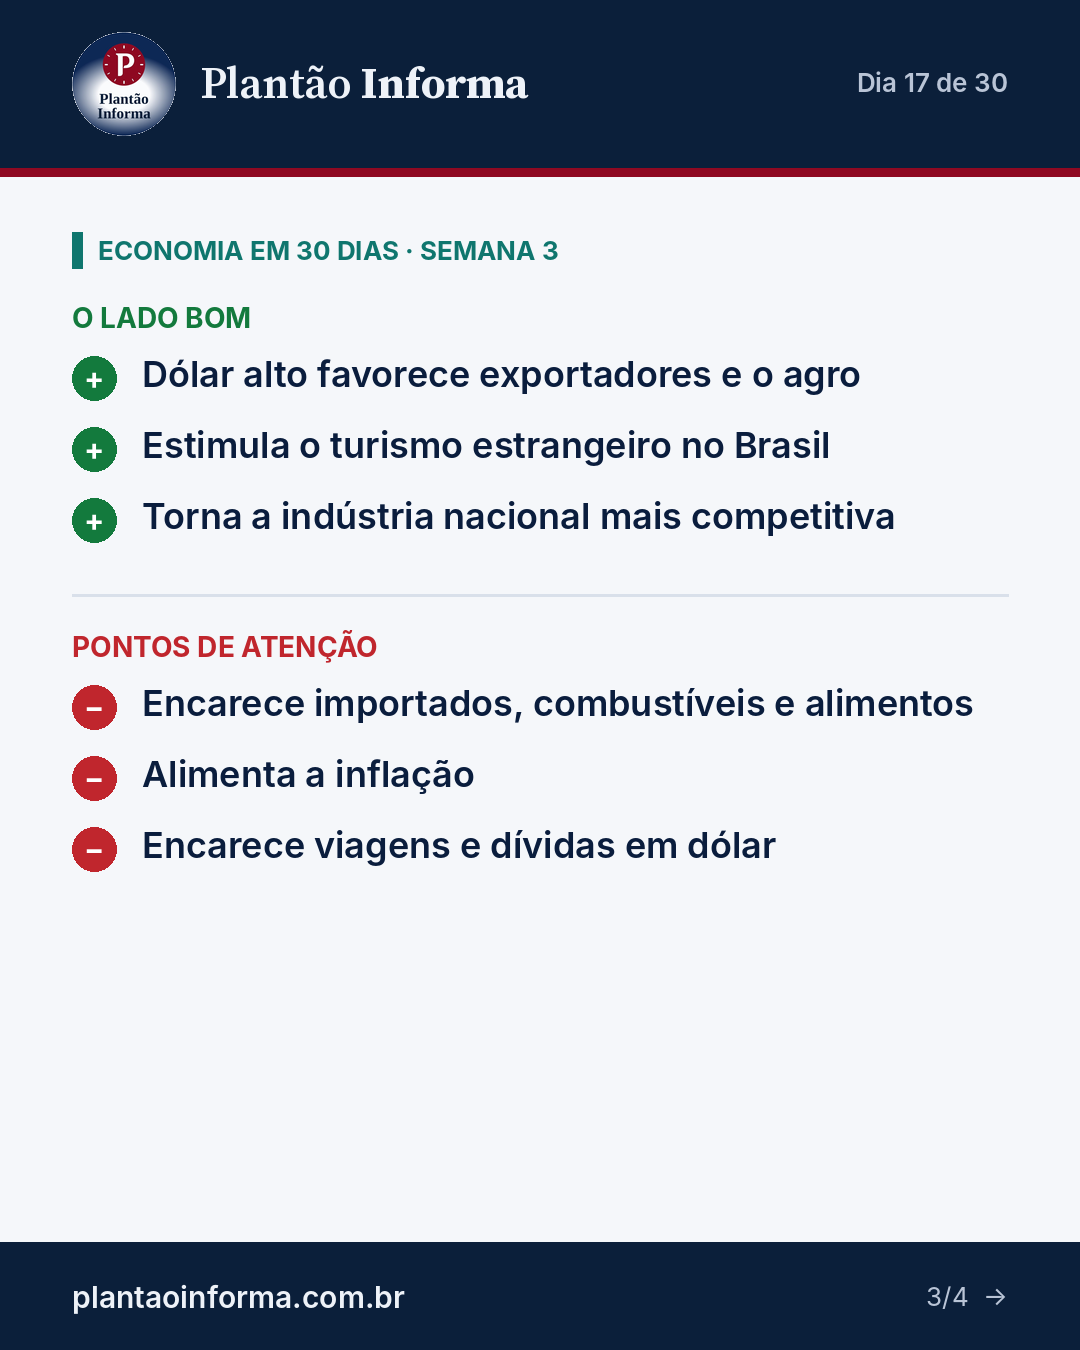 P
Plantão
Informa
Plantão Informa
Dia 17 de 30
ECONOMIA EM 30 DIAS · SEMANA 3
O LADO BOM
+ Dólar alto favorece exportadores e o agro
+ Estimula o turismo estrangeiro no Brasil
+ Torna a indústria nacional mais competitiva
PONTOS DE ATENÇÃO
– Encarece importados, combustíveis e alimentos
– Alimenta a inflação
– Encarece viagens e dívidas em dólar
plantaoinforma.com.br
3/4 →